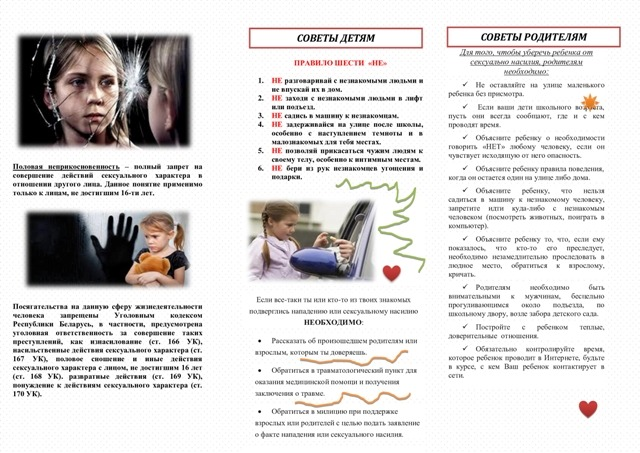 Половая неприкосновенность – полный запрет на
совершение действий сексуального характера в
отношении другого лица. Данное понятие применимо
только к лицам, не достигшим 16-ти лет.
Посягательства на данную сферу жизнедеятельности
человека запрещены Уголовным кодексом
Республики Беларусь, в частности, предусмотрена
уголовная ответственность за совершение таких
преступлений, как изнасилование (ст. 166 УК),
насильственные действия сексуального характера (ст.
167 УК), половое сношение и иные действия
сексуального характера с лицом, не достигшим 16 лет
(ст. 168 УК). развратные действия (ст. 169 УК),
понуждение к действиям сексуального характера (ст.
170 УК).
СОВЕТЫ ДЕТЯМ
ПРАВИЛО ШЕСТИ «НЕ»
1. НЕ разговаривай с незнакомыми людьми и
не впускай их в дом.
2. НЕ заходи с незнакомыми людьми в лифт
или подъезд.
3. НЕ садись в машину к незнакомцам.
4. НЕ задерживайся на улице после школы,
особенно с наступлением темноты и в
малознакомых для тебя местах.
5. НЕ позволяй прикасаться чужим людям к
своему телу, особенно к интимным местам.
6. НЕ бери из рук незнакомцев угощения и
подарки.
Если все-таки ты или кто-то из твоих знакомых
подверглись нападению или сексуальному насилию
НЕОБХОДИМО:
• Рассказать об произошедшем родителям или
взрослым, которым ты доверяешь.
• Обратиться в травматологический пункт для
оказания медицинской помощи и получения
заключения о травме.
• Обратиться в милицию при поддержке
взрослых или родителей с целью подать заявление
о факте нападения или сексуального насилия.
СОВЕТЫ РОДИТЕЛЯМ
Для того, чтобы уберечь ребенка от
сексуально насилия, родителям
необходимо:
✓ Не оставляйте на улице маленького
ребенка без присмотра.
✓ Если ваши дети школьного возраста,
пусть они всегда сообщают, где и с кем
проводят время.
✓ Объясните ребенку о необходимости
говорить «НЕТ» любому человеку, если он
чувствует исходящую от него опасность.
✓ Объясните ребенку правила поведения,
когда он остается один на улице либо дома.
✓ Объясните ребенку, что нельзя
садиться в машину к незнакомому человеку,
запретите идти куда-либо с незнакомым
человеком (посмотреть животных, поиграть в
компьютер).
✓ Объясните ребенку то, что, если ему
показалось, что кто-то его преследует,
необходимо незамедлительно проследовать в
людное место, обратиться к взрослому,
кричать.
✓ Родителям необходимо быть
внимательными к мужчинам, беспельно
прогуливающимся около подъезда, по
школьному двору, возле забора детского сада.
✓ Постройте с ребенком теплые,
доверительные отношения.
✓ Обязательно контролируйте время,
которое ребенок проводит в Интернете, будьте
в курсе, с кем Ваш ребенок контактирует в
сети.